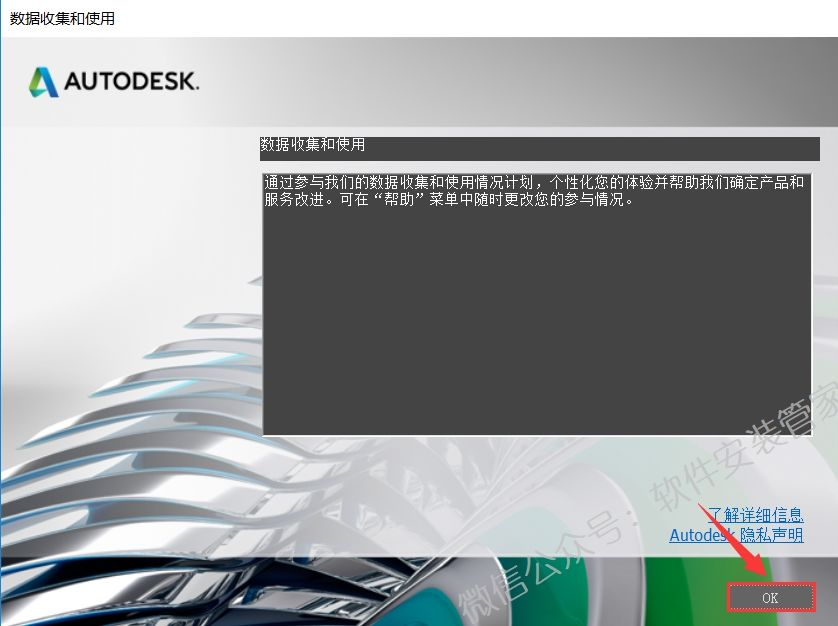 数据收集和使用
AUTODESK.
数据收集和使用
通过参与我们的数据收集和使用情况计划，个性化您的体验并帮助我们确定产品和
服务改进。可在“帮助”菜单中随时更改您的参与情况。
微信公众号：软件安装管家
了解详细信息
Autodesk 隐私声明
OK